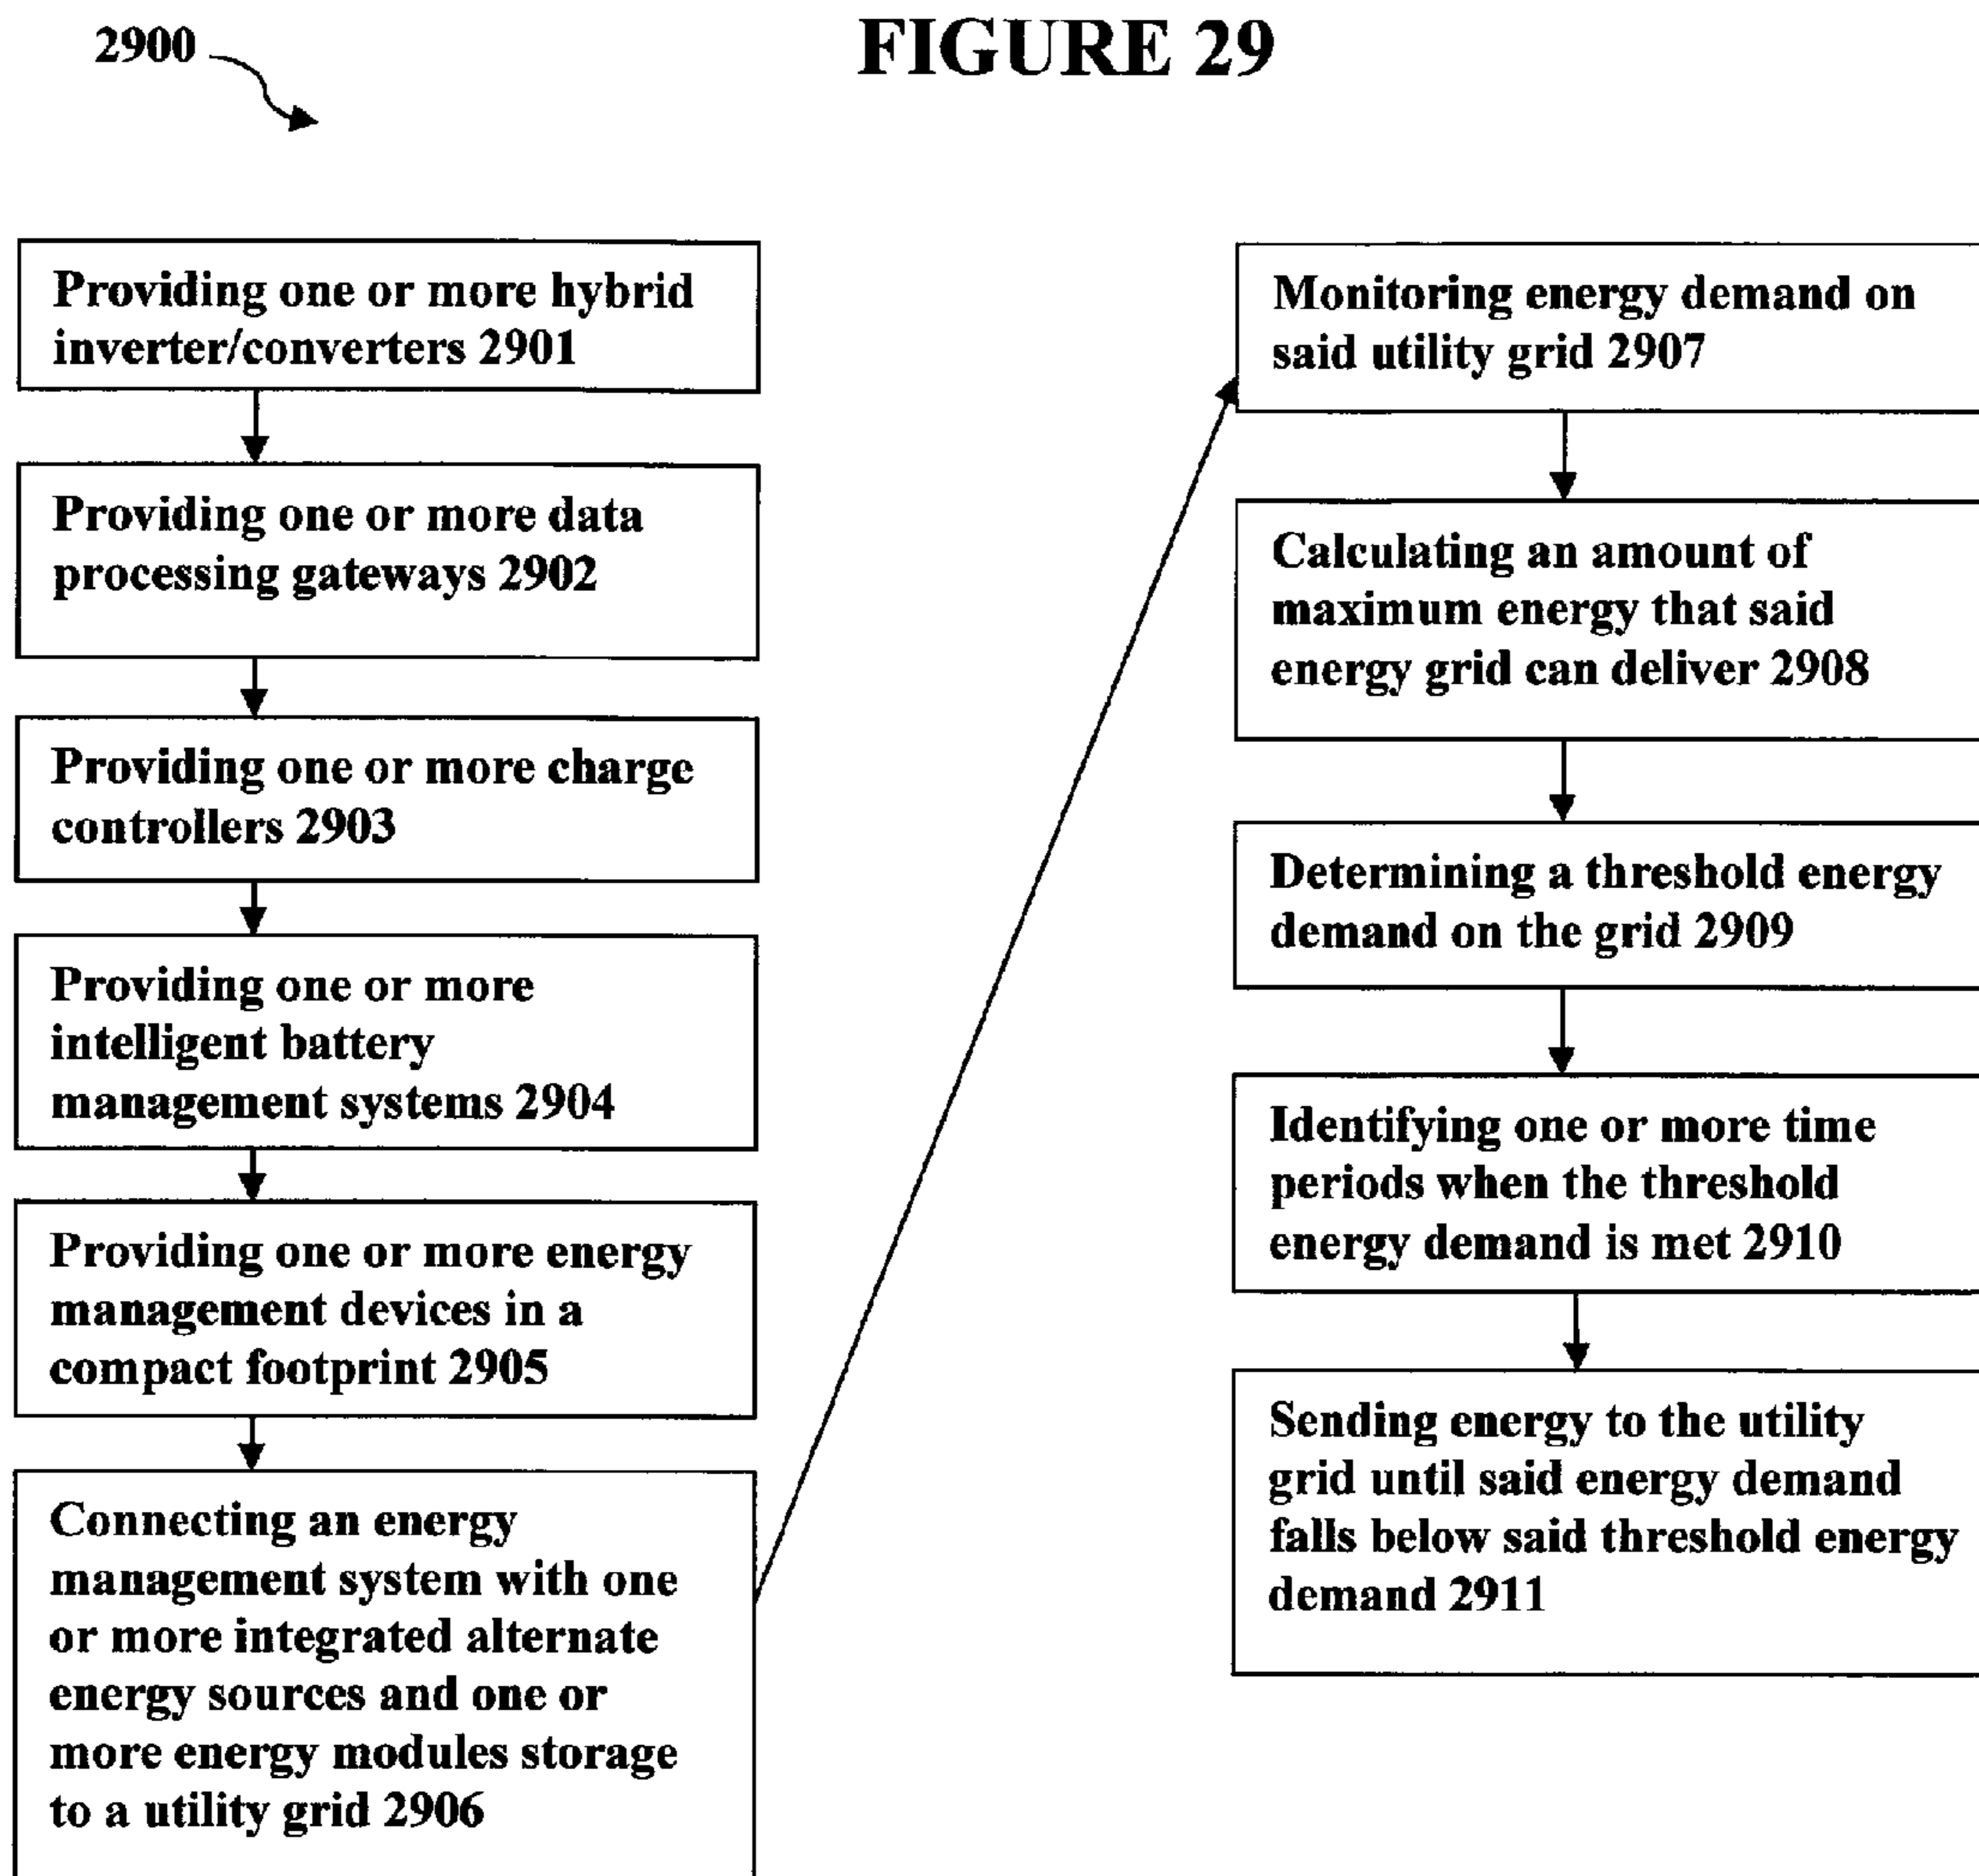 2900
FIGURE 29
Providing one or more hybrid
inverter/converters 2901
Providing one or more data
processing gateways 2902
Providing one or more charge
controllers 2903
Providing one or more
intelligent battery
management systems 2904
Providing one or more energy
management devices in a
compact footprint 2905
Connecting an energy
management system with one
or more integrated alternate
energy sources and one or
more energy modules storage
to a utility grid 2906
Monitoring energy demand on
said utility grid 2907
Calculating an amount of
maximum energy that said
energy grid can deliver 2908
Determining a threshold energy
demand on the grid 2909
Identifying one or more time
periods when the threshold
energy demand is met 2910
Sending energy to the utility
grid until said energy demand
falls below said threshold energy
demand 2911